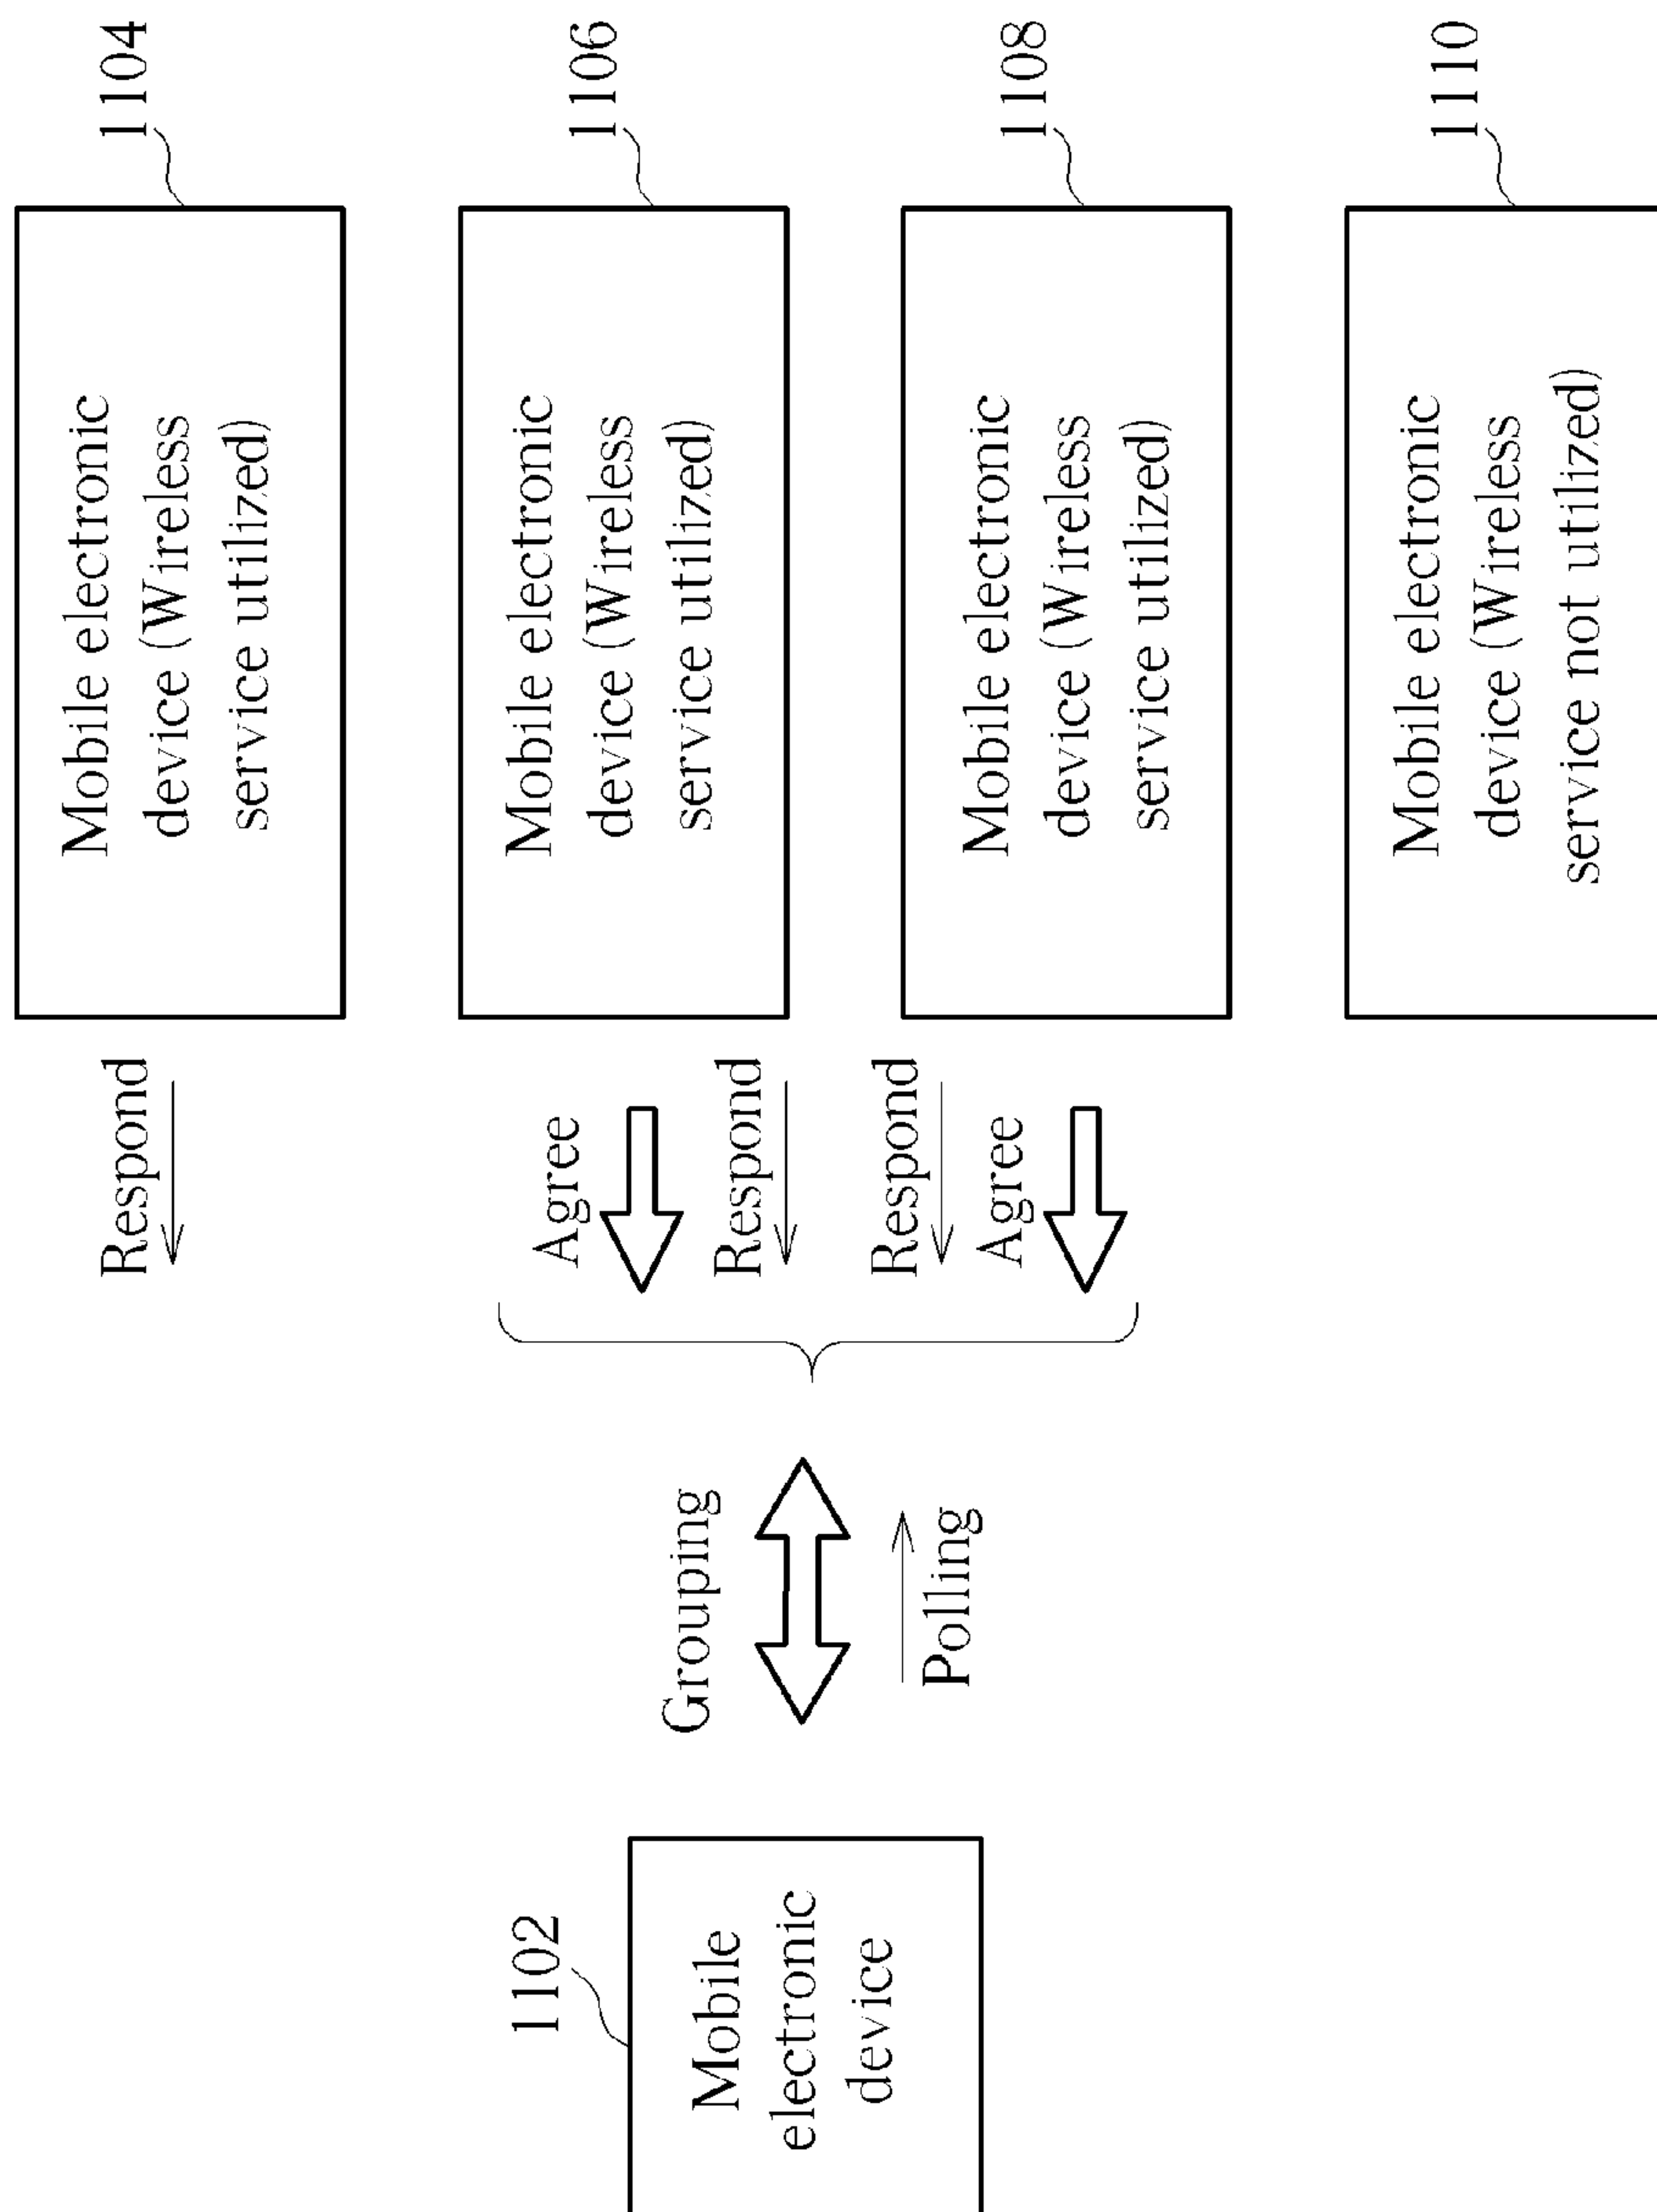 1102
Mobile
electronic
device
Grouping
Polling
Respond
Agree
Respond
Respond
Agree
1104
Mobile electronic
device (Wireless
service utilized)
1106
Mobile electronic
device (Wireless
service utilized)
1108
Mobile electronic
device (Wireless
service utilized)
1110
Mobile electronic
device (Wireless
service not utilized)